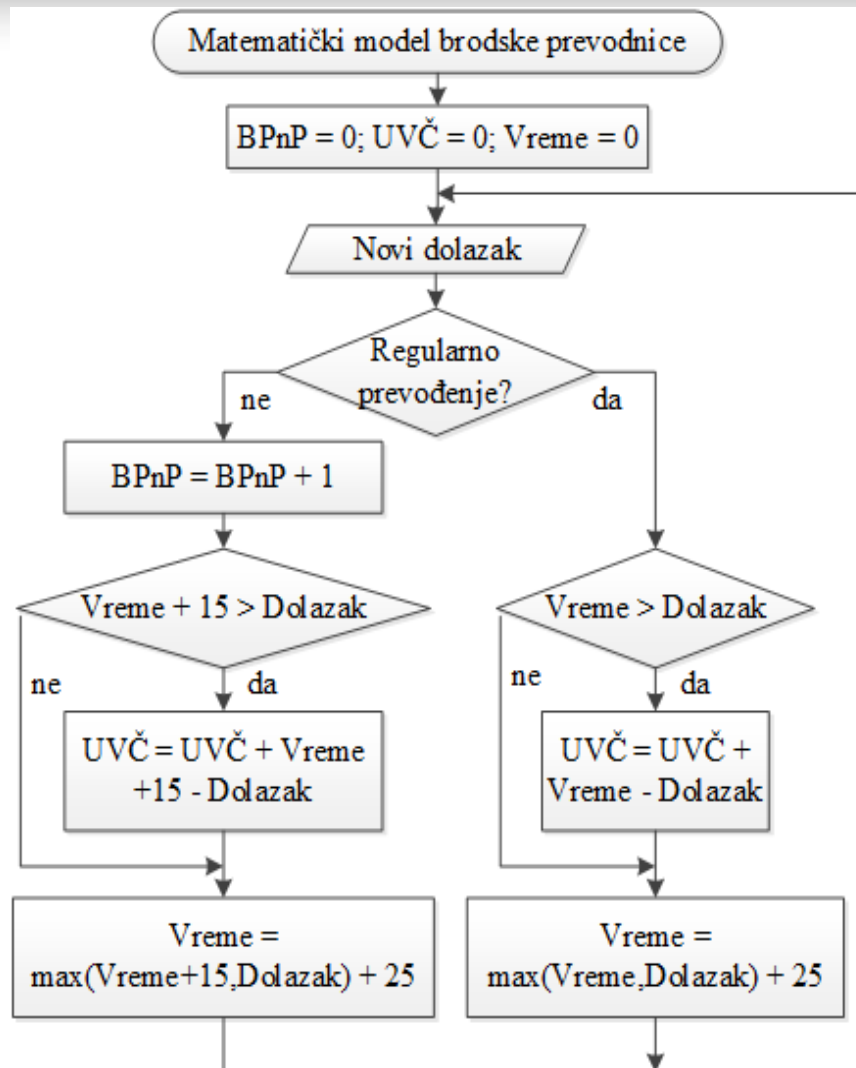 Matematički model brodske prevodnice
BPnP = 0; UVČ = 0; Vreme = 0
Novi dolazak
Regularno
prevođenje?
ne
da
BPnP = BPnP + 1
Vreme + 15 > Dolazak
Vreme > Dolazak
ne
da
ne
da
UVČ = UVČ + Vreme
+15 - Dolazak
UVČ = UVČ +
Vreme - Dolazak
Vreme =
max(Vreme+15,Dolazak) + 25
Vreme =
max(Vreme,Dolazak) + 25